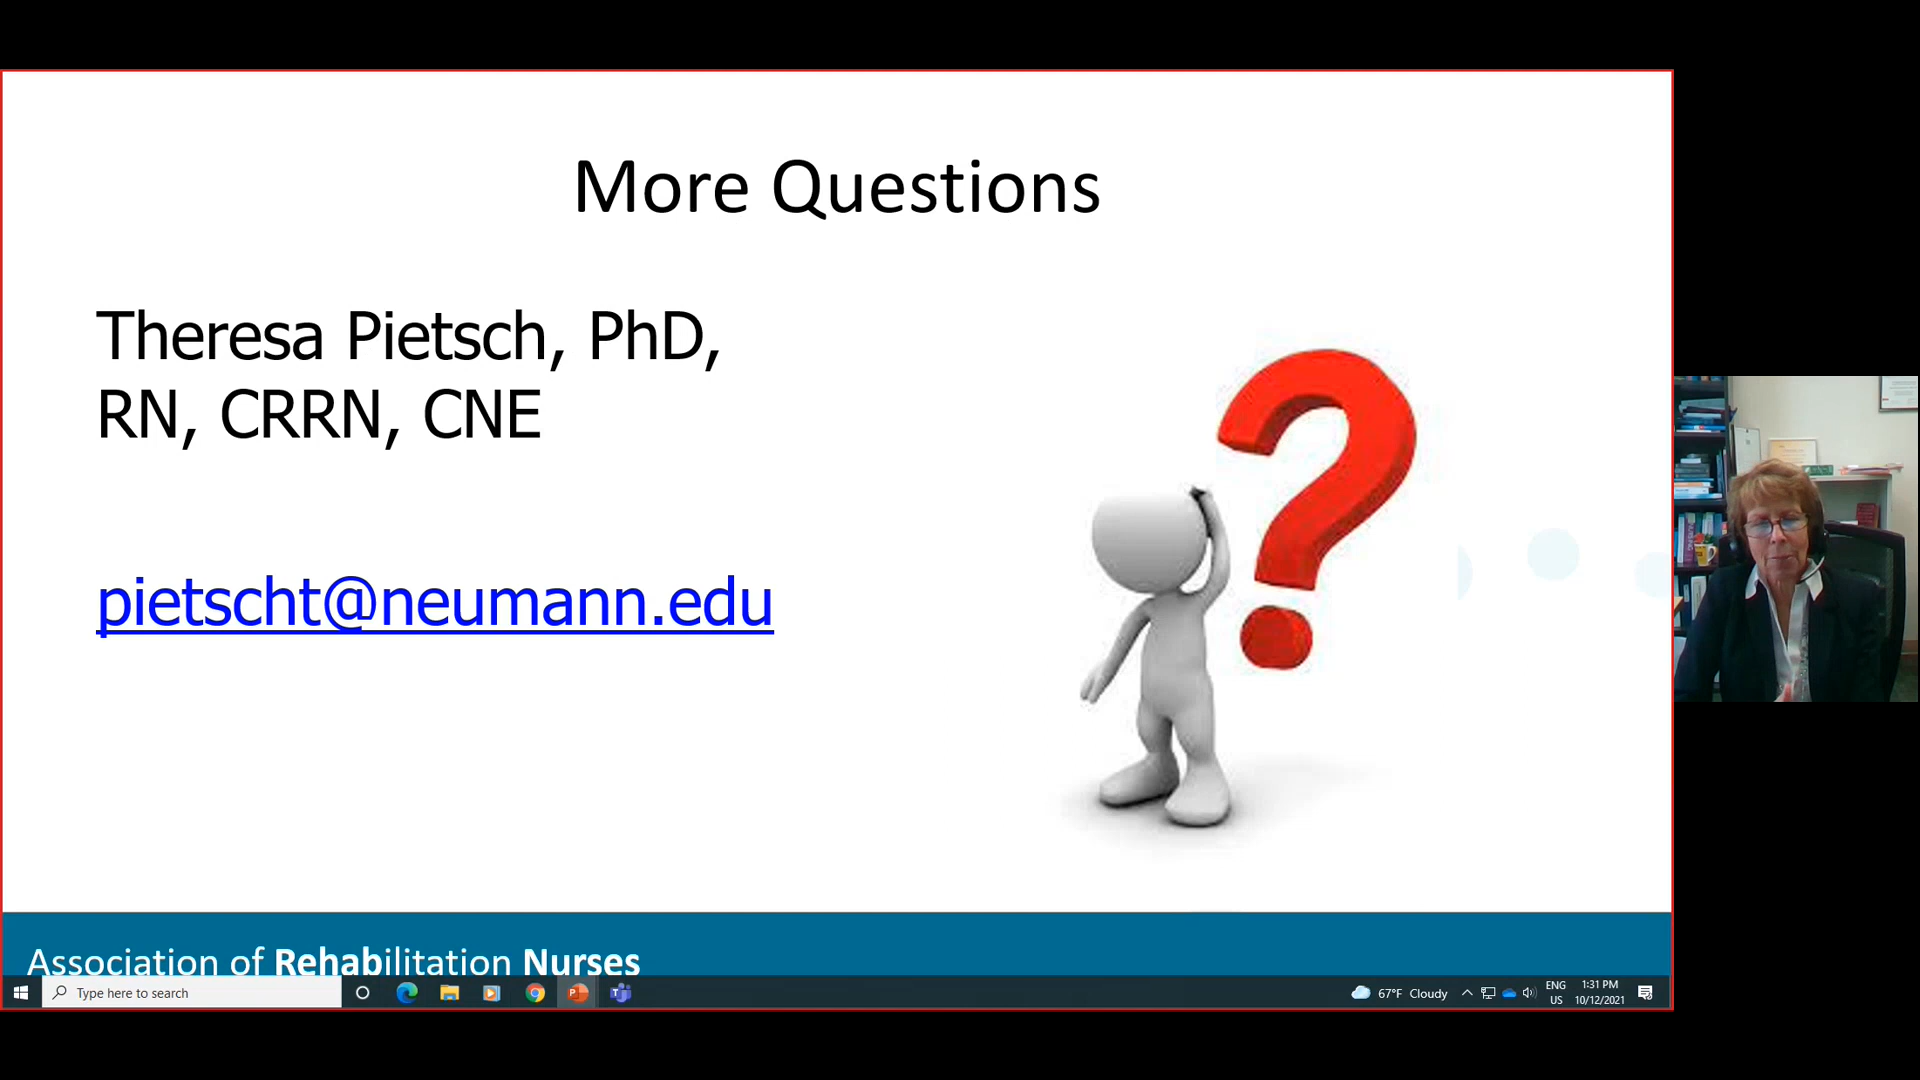 More Questions
Theresa Pietsch, PhD,
RN, CRRN, CNE
pietscht@neumann.edu
Association of Rehabilitation Nurses
Type here to search
67°F Cloudy
ENG
US
1:31 PM
10/12/2021